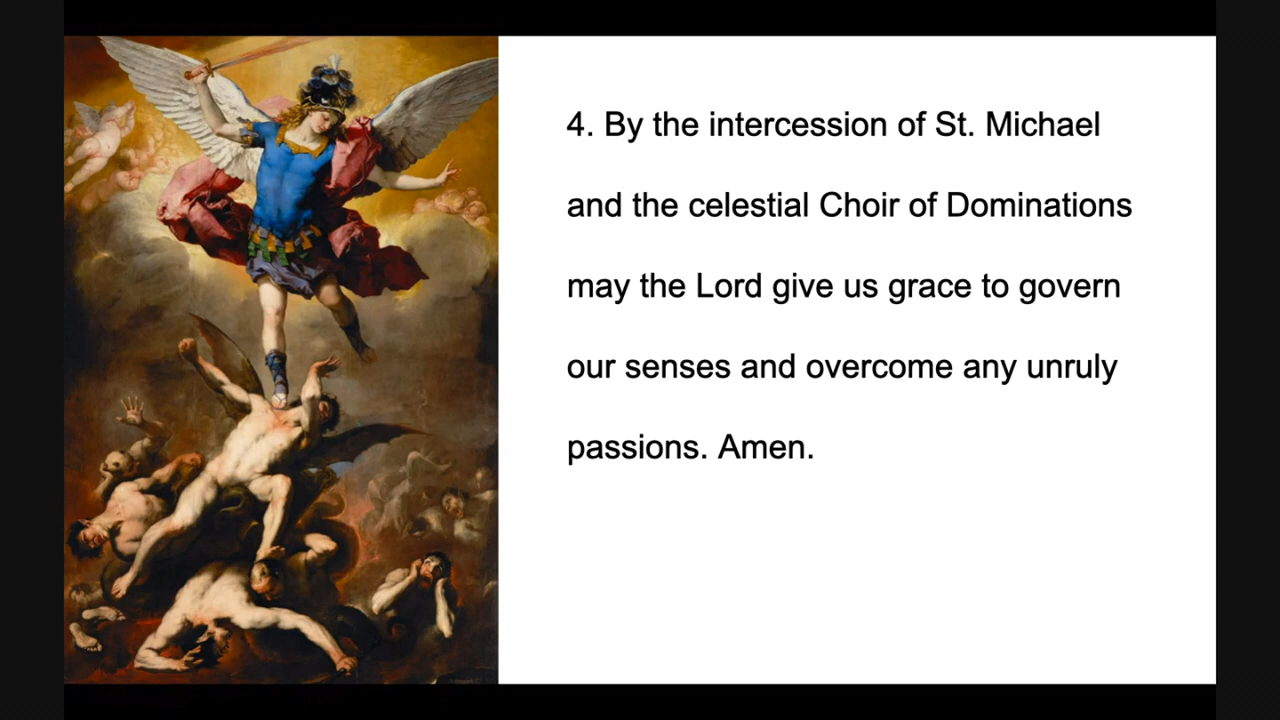 4. By the intercession of St. Michael
and the celestial Choir of Dominations
may the Lord give us grace to govern
our senses and overcome any unruly
passions. Amen.